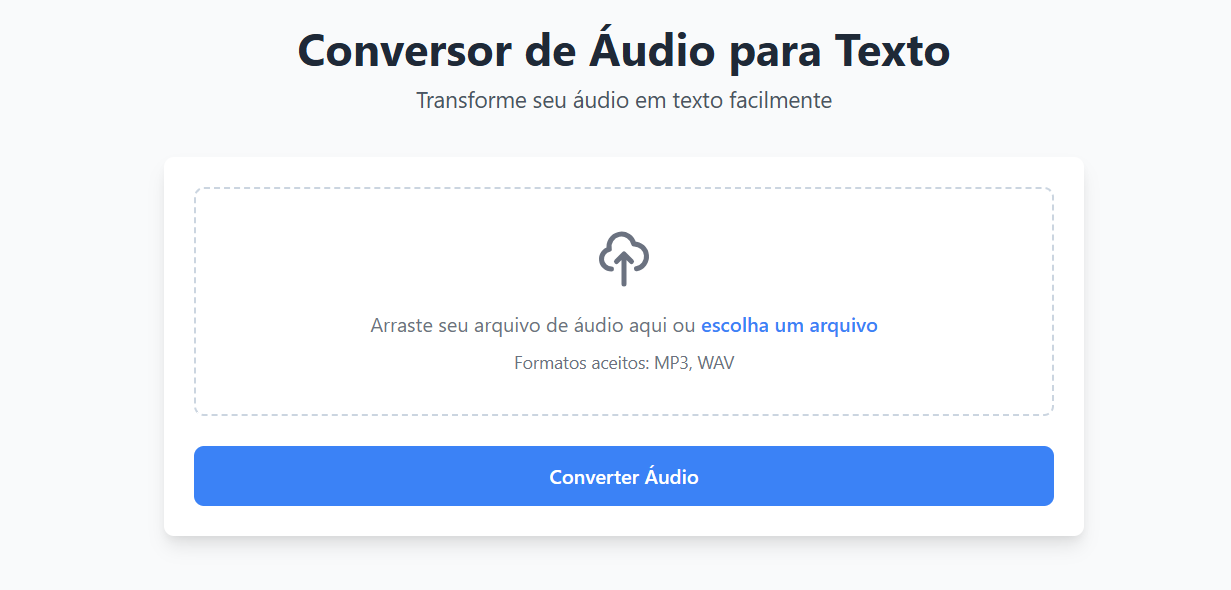 Conversor de Áudio para Texto
Transforme seu áudio em texto facilmente
Arraste seu arquivo de áudio aqui ou escolha um arquivo
Formatos aceitos: MP3, WAV
Converter Áudio